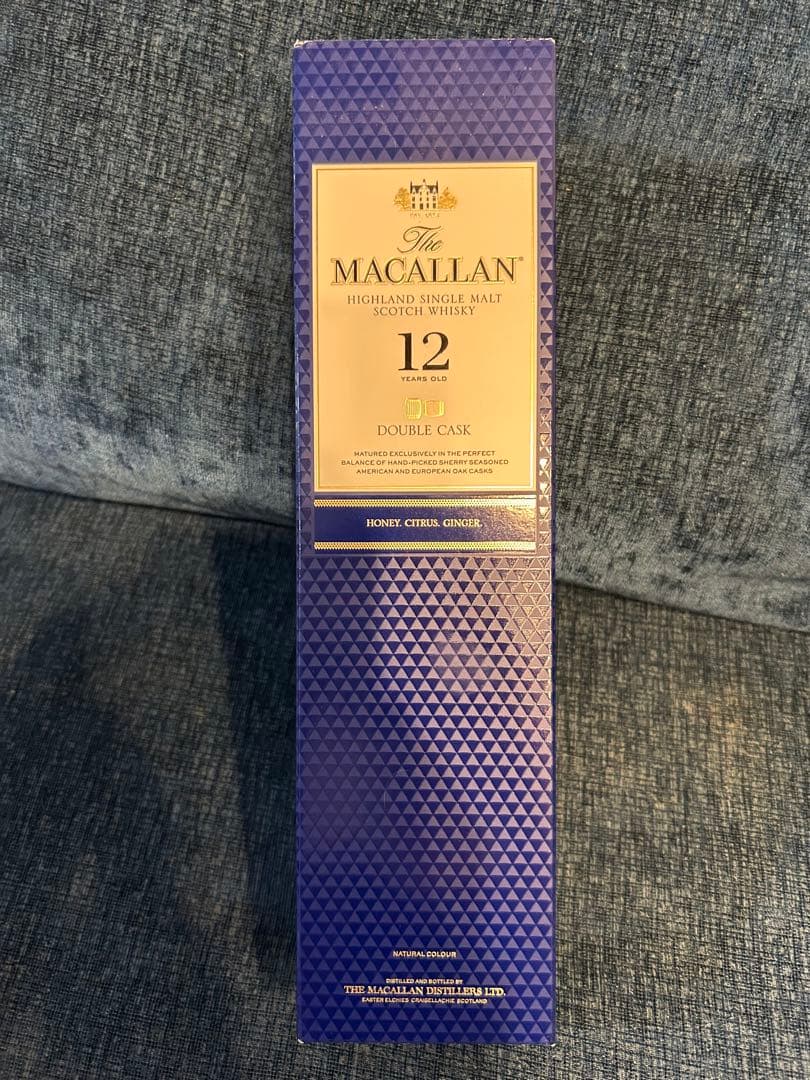 EST. 1824
The
MACALLAN®
HIGHLAND SINGLE MALT
SCOTCH WHISKY
12
YEARS OLD
DOUBLE CASK
MATURED EXCLUSIVELY IN THE PERFECT
BALANCE OF HAND-PICKED SHERRY SEASONED
AMERICAN AND EUROPEAN OAK CASKS
HONEY. CITRUS. GINGER.
NATURAL COLOUR
DISTILLED AND BOTTLED BY
THE MACALLAN DISTILLERS LTD.
EASTER ELCHIES CRAIGELLACHIE SCOTLAND